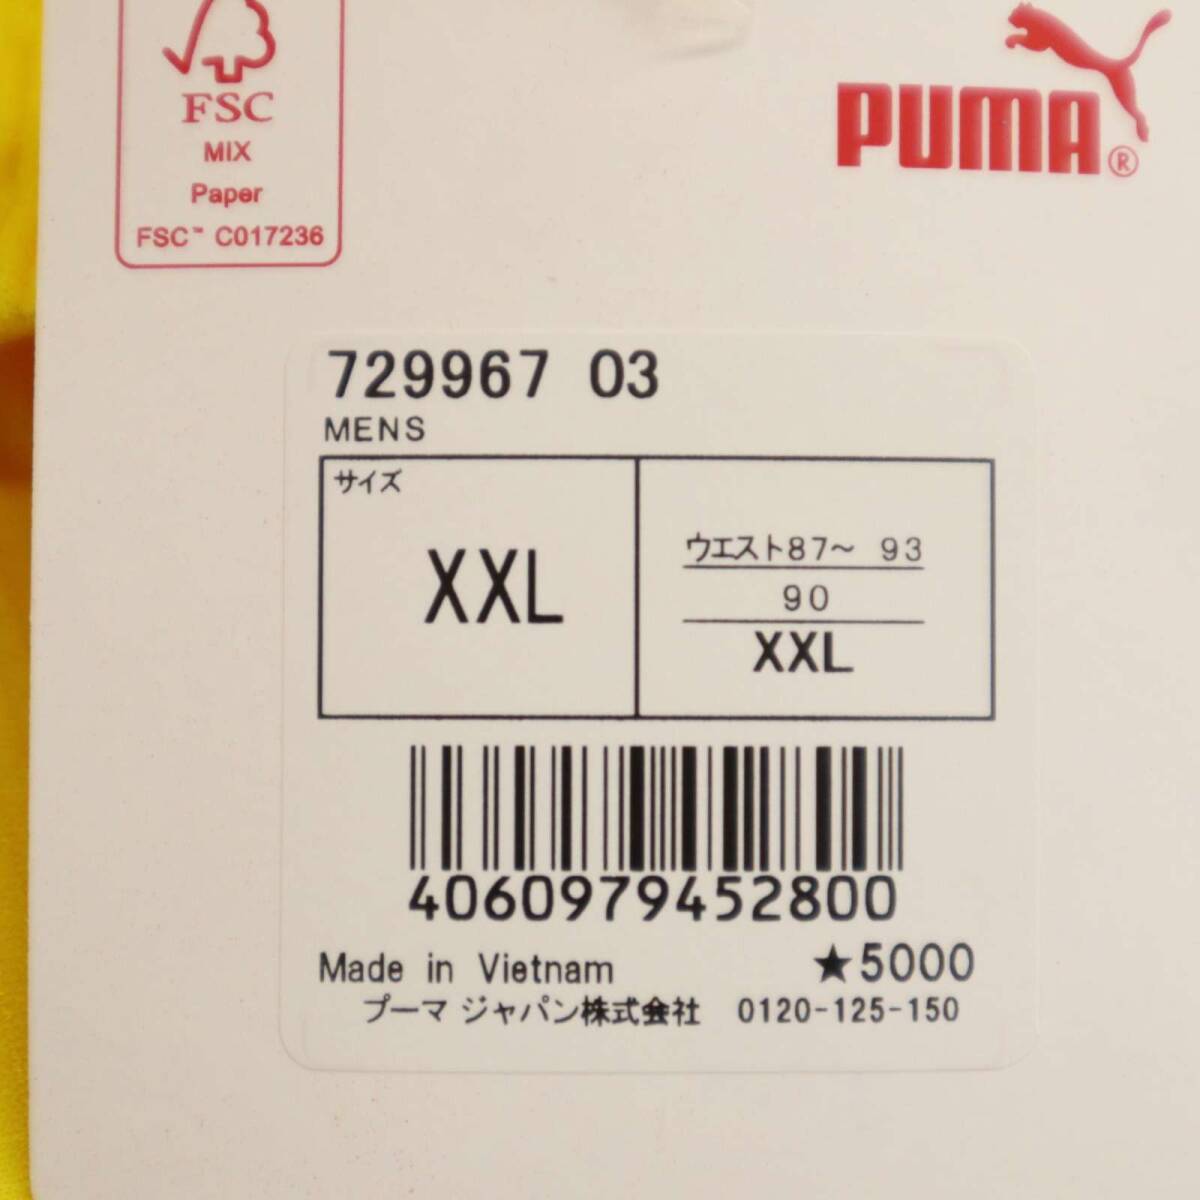 FSC
MIX
Paper
FSC™ C017236
PUMA®
729967 03
MENS
サイズ
XXL
ウエスト87～ 93
90
XXL
4060979452800
Made in Vietnam
★5000
プーマ ジャパン株式会社 0120-125-150